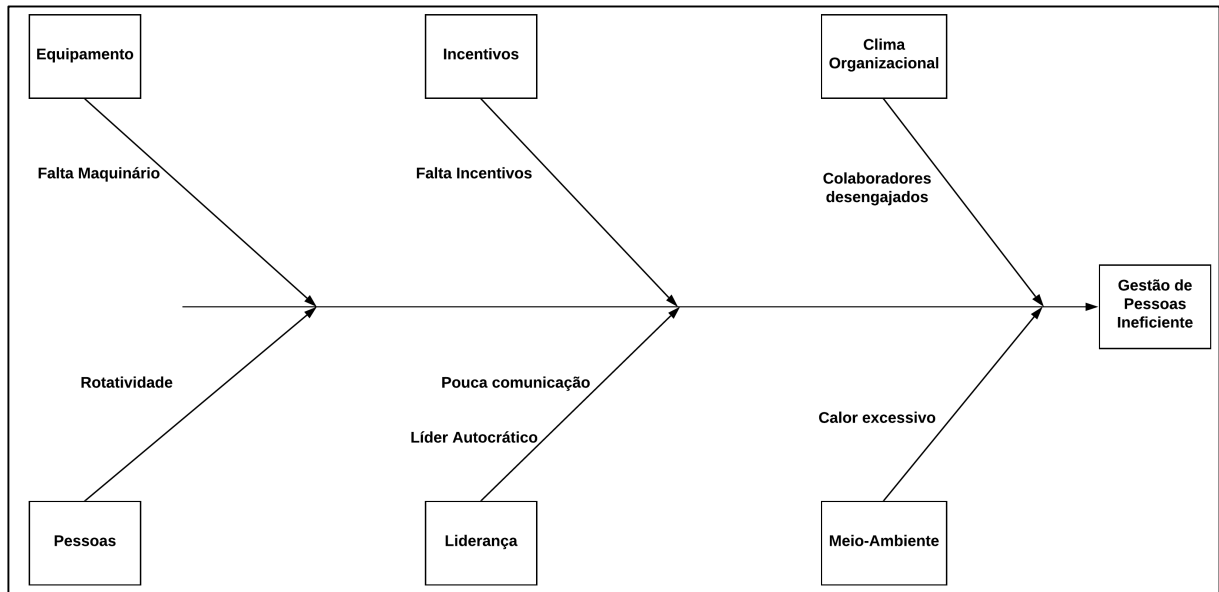 Equipamento
Incentivos
Clima
Organizacional
Falta Maquinário
Falta Incentivos
Colaboradores
desengajados
Gestão de
Pessoas
Ineficiente
Rotatividade
Pouca comunicação
Líder Autocrático
Calor excessivo
Pessoas
Liderança
Meio-Ambiente